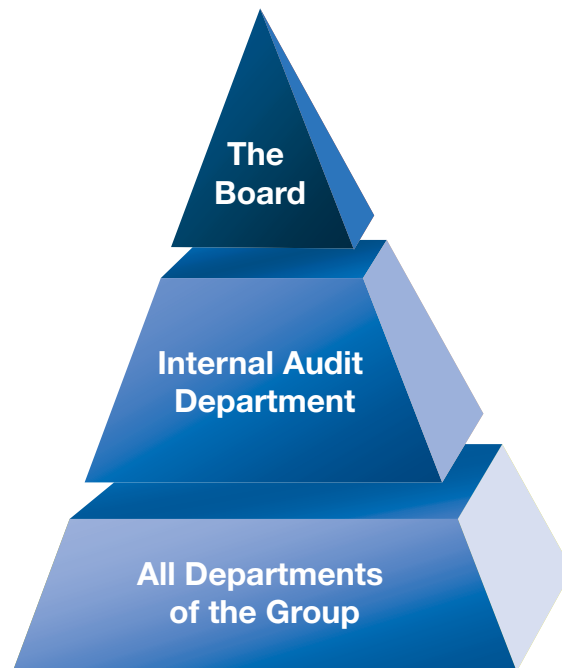 The
Board
Internal Audit
Department
All Departments
of the Group